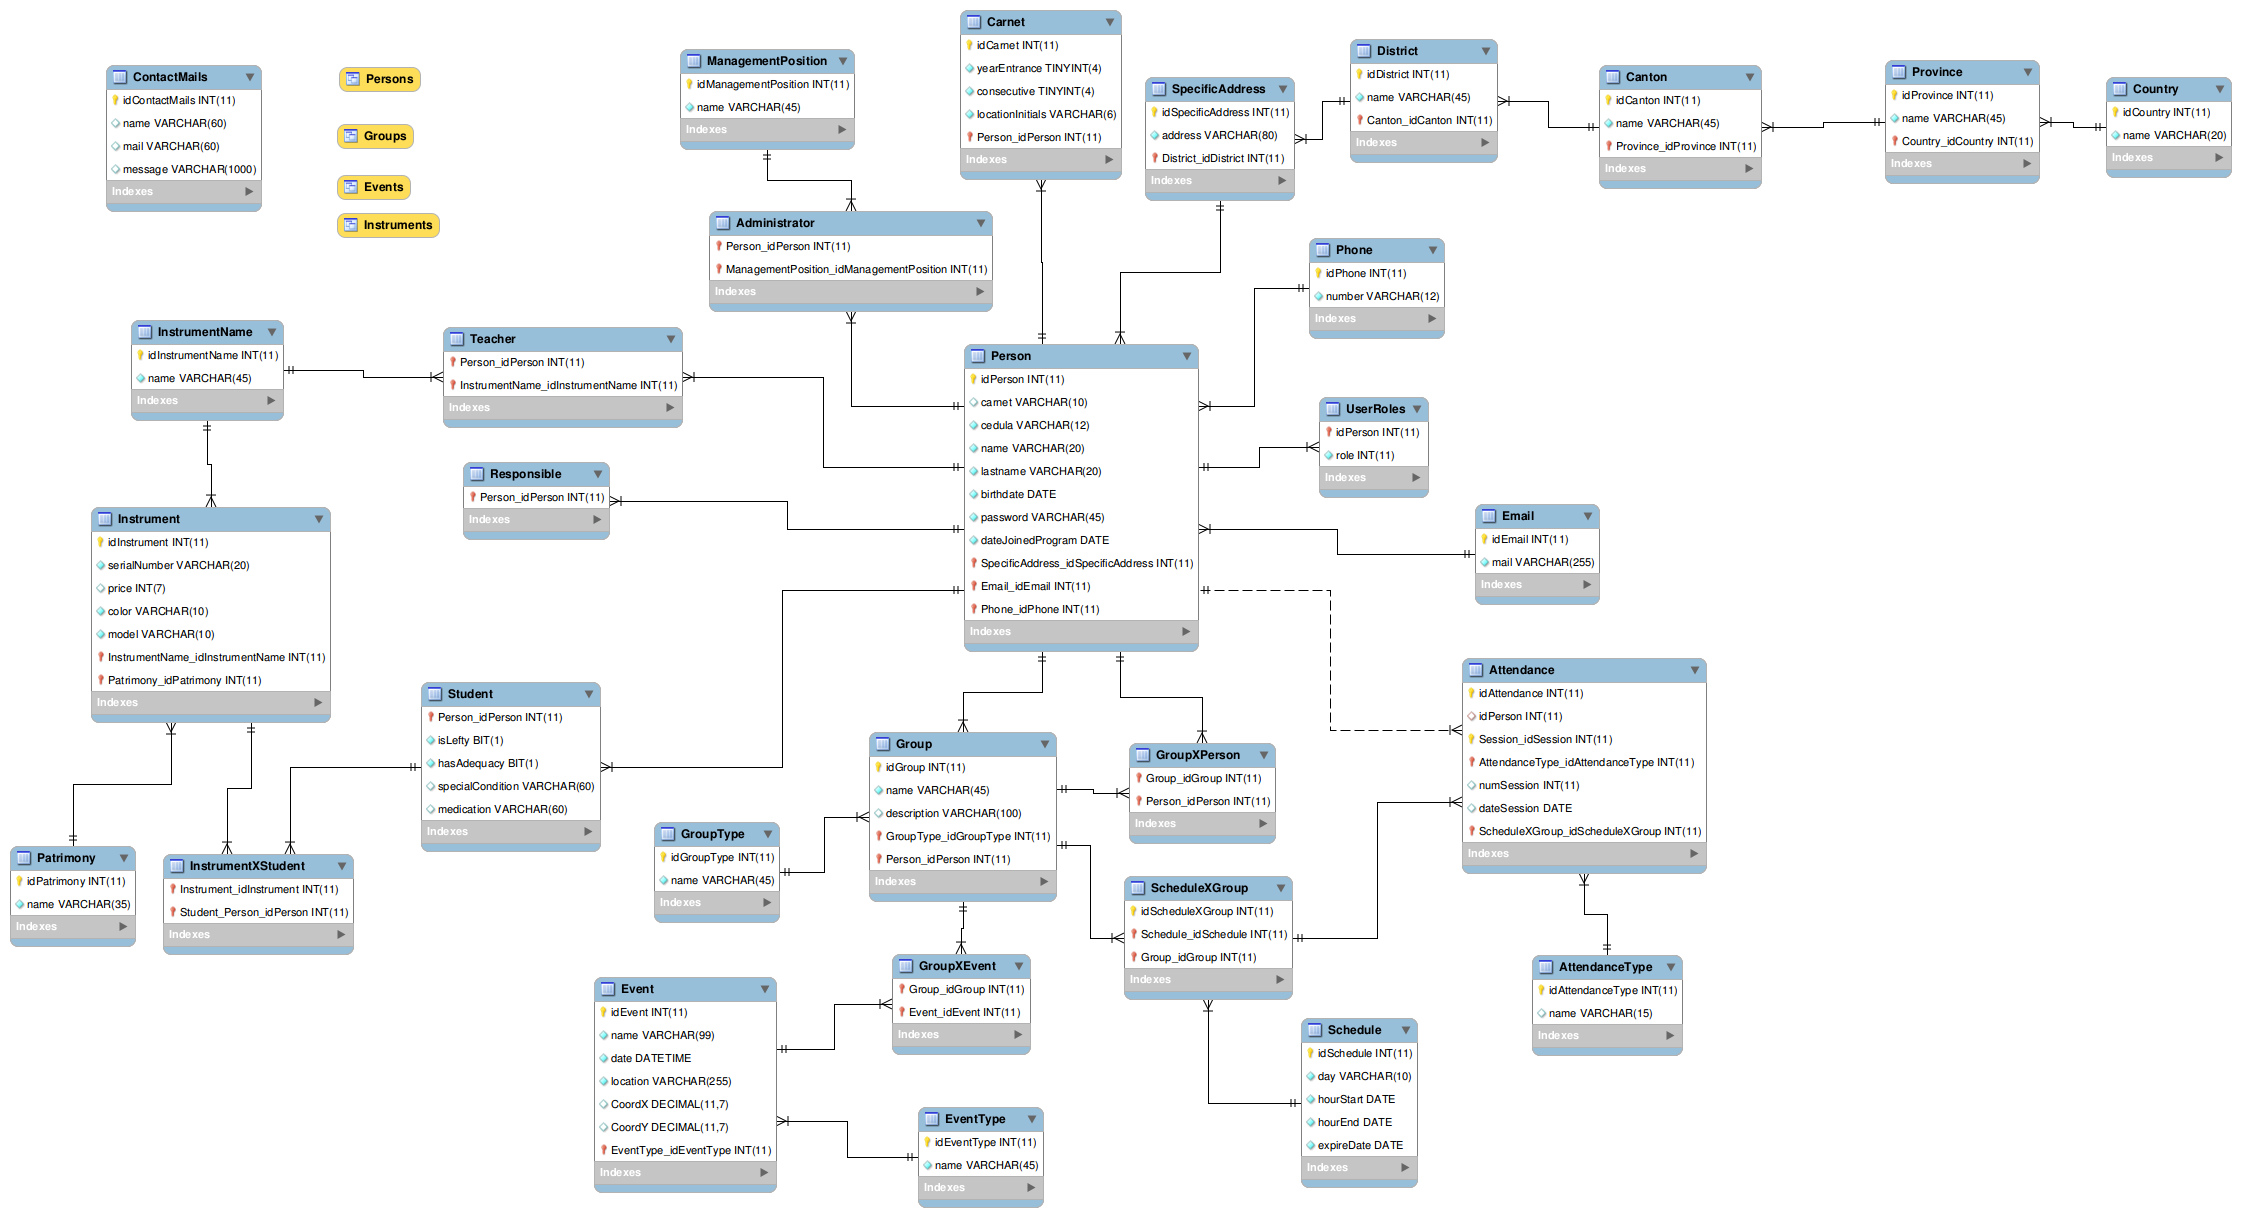 ContactMails
idContactMails INT(11)
name VARCHAR(60)
mail VARCHAR(60)
message VARCHAR(1000)
Indexes
Persons
Groups
Events
Instruments
ManagementPosition
idManagementPosition INT(11)
name VARCHAR(45)
Indexes
Carnet
idCarnet INT(11)
yearEntrance TINYINT(4)
consecutive TINYINT(4)
locationInitials VARCHAR(6)
Person_idPerson INT(11)
Indexes
SpecificAddress
idSpecificAddress INT(11)
address VARCHAR(80)
District_idDistrict INT(11)
Indexes
District
idDistrict INT(11)
name VARCHAR(45)
Canton_idCanton INT(11)
Indexes
Canton
idCanton INT(11)
name VARCHAR(45)
Province_idProvince INT(11)
Indexes
Province
idProvince INT(11)
name VARCHAR(45)
Country_idCountry INT(11)
Indexes
Country
idCountry INT(11)
name VARCHAR(20)
Indexes
Administrator
Person_idPerson INT(11)
ManagementPosition_idManagementPosition INT(11)
Indexes
Phone
idPhone INT(11)
number VARCHAR(12)
Indexes
InstrumentName
idInstrumentName INT(11)
name VARCHAR(45)
Indexes
Teacher
Person_idPerson INT(11)
InstrumentName_idInstrumentName INT(11)
Indexes
Person
idPerson INT(11)
carnet VARCHAR(10)
cedula VARCHAR(12)
name VARCHAR(20)
lastname VARCHAR(20)
birthdate DATE
password VARCHAR(45)
dateJoinedProgram DATE
SpecificAddress_idSpecificAddress INT(11)
Email_idEmail INT(11)
Phone_idPhone INT(11)
Indexes
UserRoles
idPerson INT(11)
role INT(11)
Indexes
Responsible
Person_idPerson INT(11)
Indexes
Email
idEmail INT(11)
mail VARCHAR(255)
Indexes
Instrument
idInstrument INT(11)
serialNumber VARCHAR(20)
price INT(7)
color VARCHAR(10)
model VARCHAR(10)
InstrumentName_idInstrumentName INT(11)
Patrimony_idPatrimony INT(11)
Indexes
Student
Person_idPerson INT(11)
isLefty BIT(1)
hasAdequacy BIT(1)
specialCondition VARCHAR(60)
medication VARCHAR(60)
Indexes
Attendance
idAttendance INT(11)
idPerson INT(11)
Session_idSession INT(11)
AttendanceType_idAttendanceType INT(11)
numSession INT(11)
dateSession DATE
ScheduleXGroup_idScheduleXGroup INT(11)
Indexes
Group
idGroup INT(11)
name VARCHAR(45)
description VARCHAR(100)
GroupType_idGroupType INT(11)
Person_idPerson INT(11)
Indexes
GroupXPerson
Group_idGroup INT(11)
Person_idPerson INT(11)
Indexes
GroupType
idGroupType INT(11)
name VARCHAR(45)
Indexes
Patrimony
idPatrimony INT(11)
name VARCHAR(35)
Indexes
InstrumentXStudent
Instrument_idInstrument INT(11)
Student_Person_idPerson INT(11)
Indexes
ScheduleXGroup
idScheduleXGroup INT(11)
Schedule_idSchedule INT(11)
Group_idGroup INT(11)
Indexes
GroupXEvent
Group_idGroup INT(11)
Event_idEvent INT(11)
Indexes
AttendanceType
idAttendanceType INT(11)
name VARCHAR(15)
Indexes
Event
idEvent INT(11)
name VARCHAR(99)
date DATETIME
location VARCHAR(255)
CoordX DECIMAL(11,7)
CoordY DECIMAL(11,7)
EventType_idEventType INT(11)
Indexes
Schedule
idSchedule INT(11)
day VARCHAR(10)
hourStart DATE
hourEnd DATE
expireDate DATE
Indexes
EventType
idEventType INT(11)
name VARCHAR(45)
Indexes